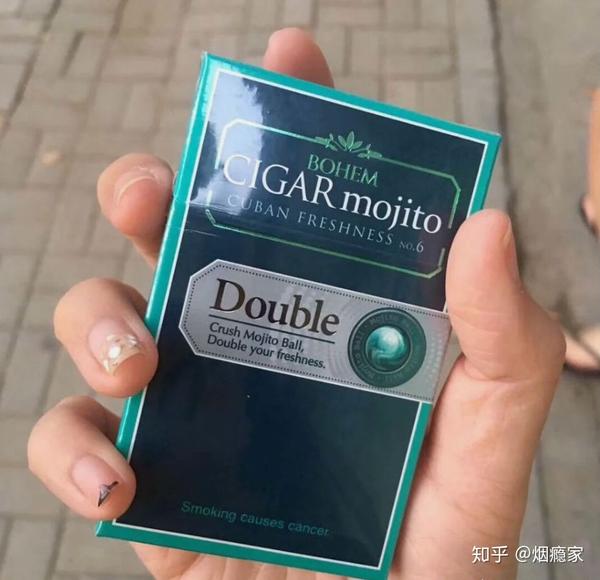 BOHEM
CIGAR mojito
CUBAN FRESHNESS NO.6
Double
Crush Mojito Ball,
Double your freshness.
Smoking causes cancer
知乎 @烟瘾家